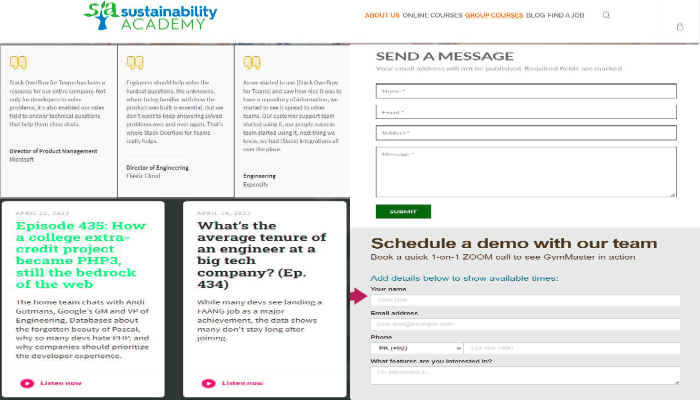 sta sustainability
ACADEMY
ABOUT US ONLINE COURSES GROUP COURSES BLOG FIND A JOB
Stack Overflow for Teams has been a
resource for our entire company. Not
only for developers to solve
problems, it's also enabled our sales
field to answer technical questions
that help them close deals.
Director of Product Management
Microsoft
Engineers should help solve the
hardest questions, the unknowns,
where being familiar with how the
product was built is essential. but we
don't want to keep answering solved
problems over and over again. That's
where Stack Overflow for Teams
really helps.
Director of Engineering
Elastic Cloud
As we started to use [Stack Overflow
for Teams] and saw how nice it was to
have a repository of information, we
started to see it spread to other
teams. Our customer support team
started using it, our people success
team started using it, next thing we
knew, we had [Slack] integrations all
over the place.
Engineering
Expensify
SEND A MESSAGE
Your email address will not be published. Required fields are marked.
Name: *
Email *
Subject *
Message *
SUBMIT
APRIL 22, 2022
Episode 435: How
a college extra-
credit project
became PHP3,
still the bedrock
of the web
The home team chats with Andi
Gutmans, Google's GM and VP of
Engineering, Databases about
the forgotten beauty of Pascal,
why so many devs hate PHP, and
why companies should prioritize
the developer experience.
Listen now
APRIL 19, 2022
What's the
average tenure of
an engineer at a
big tech
company? (Ep.
434)
While many devs see landing a
FAANG job as a major
achievement, the data shows
many don't stay long after
joining.
Listen now
Schedule a demo with our team
Book a quick 1-on-1 ZOOM call to see GymMaster in action
Add details below to show available times:
Your name
Jane Doe
Email address
jane.doe@example.com
Phone
PK (+92)
123 456 7890
What features are you interested in?
I'm interested in...